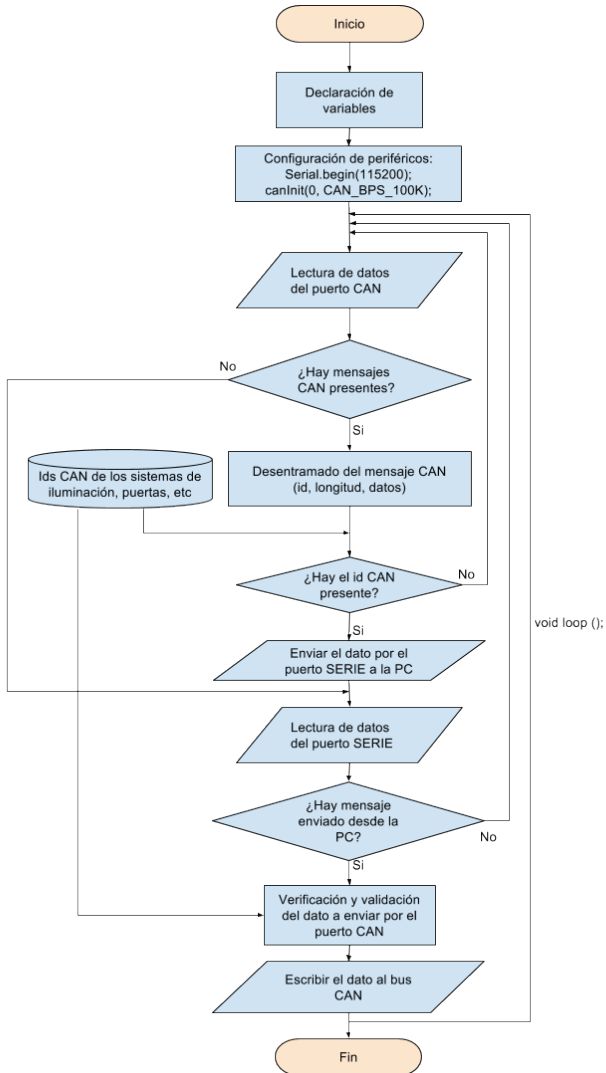 Inicio
Declaración de
variables
Configuración de periféricos:
Serial.begin(115200);
canInit(0, CAN_BPS_100K);
Lectura de datos
del puerto CAN
No
¿Hay mensajes
CAN presentes?
Si
Ids CAN de los sistemas de
iluminación, puertas, etc
Desentramado del mensaje CAN
(id, longitud, datos)
¿Hay el id CAN
presente?
No
Si
void loop ();
Enviar el dato por el
puerto SERIE a la PC
Lectura de datos
del puerto SERIE
¿Hay mensaje
enviado desde la
PC?
No
Si
Verificación y validación
del dato a enviar por el
puerto CAN
Escribir el dato al bus
CAN
Fin